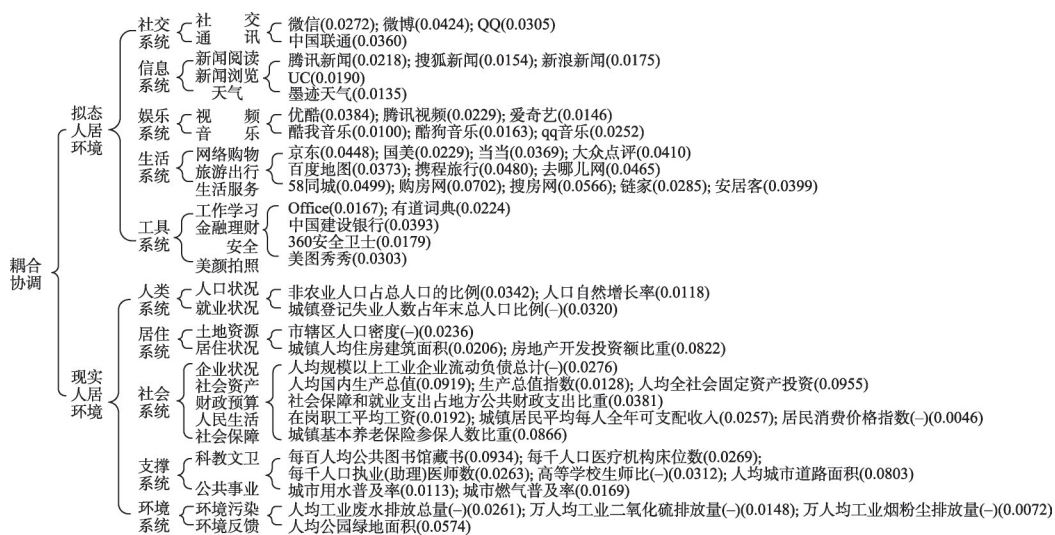 耦合
协调
拟态
人居
环境
社交
系统
社 交
通 讯
微信(0.0272); 微博(0.0424); QQ(0.0305)
中国联通(0.0360)
信息
系统
新闻阅读
新闻浏览
天气
腾讯新闻(0.0218); 搜狐新闻(0.0154); 新浪新闻(0.0175)
UC(0.0190)
墨迹天气(0.0135)
娱乐
系统
视 频
音 乐
优酷(0.0384); 腾讯视频(0.0229); 爱奇艺(0.0146)
酷我音乐(0.0100); 酷狗音乐(0.0163); qq音乐(0.0252)
生活
系统
网络购物
旅游出行
生活服务
京东(0.0448); 国美(0.0229); 当当(0.0369); 大众点评(0.0410)
百度地图(0.0373); 携程旅行(0.0480); 去哪儿网(0.0465)
58同城(0.0499); 购房网(0.0702); 搜房网(0.0566); 链家(0.0285); 安居客(0.0399)
工具
系统
工作学习
金融理财
安全
美颜拍照
Office(0.0167); 有道词典(0.0224)
中国建设银行(0.0393)
360安全卫士(0.0179)
美图秀秀(0.0303)
现实
人居
环境
人类
系统
人口状况
就业状况
非农业人口占总人口的比例(0.0342); 人口自然增长率(0.0118)
城镇登记失业人数占年末总人口比例(–)(0.0320)
居住
系统
土地资源
居住状况
市辖区人口密度(–)(0.0236)
城镇人均住房建筑面积(0.0206); 房地产开发投资额比重(0.0822)
社会
系统
企业状况
社会资产
财政预算
人民生活
社会保障
人均规模以上工业企业流动负债总计(–)(0.0276)
人均国内生产总值(0.0919); 生产总值指数(0.0128); 人均全社会固定资产投资(0.0955)
社会保障和就业支出占地方公共财政支出比重(0.0381)
在岗职工平均工资(0.0192); 城镇居民平均每人全年可支配收入(0.0257); 居民消费价格指数(–)(0.0046)
城镇基本养老保险参保人数比重(0.0866)
支撑
系统
科教文卫
公共事业
每百人均公共图书馆藏书(0.0934); 每千人口医疗机构床位数(0.0269);
每千人口执业(助理)医师数(0.0263); 高等学校生师比(–)(0.0312); 人均城市道路面积(0.0803)
城市用水普及率(0.0113); 城市燃气普及率(0.0169)
环境
系统
环境污染
环境反馈
人均工业废水排放总量(–)(0.0261); 万人均工业二氧化硫排放量(–)(0.0148); 万人均工业烟粉尘排放量(–)(0.0072)
人均公园绿地面积(0.0574)